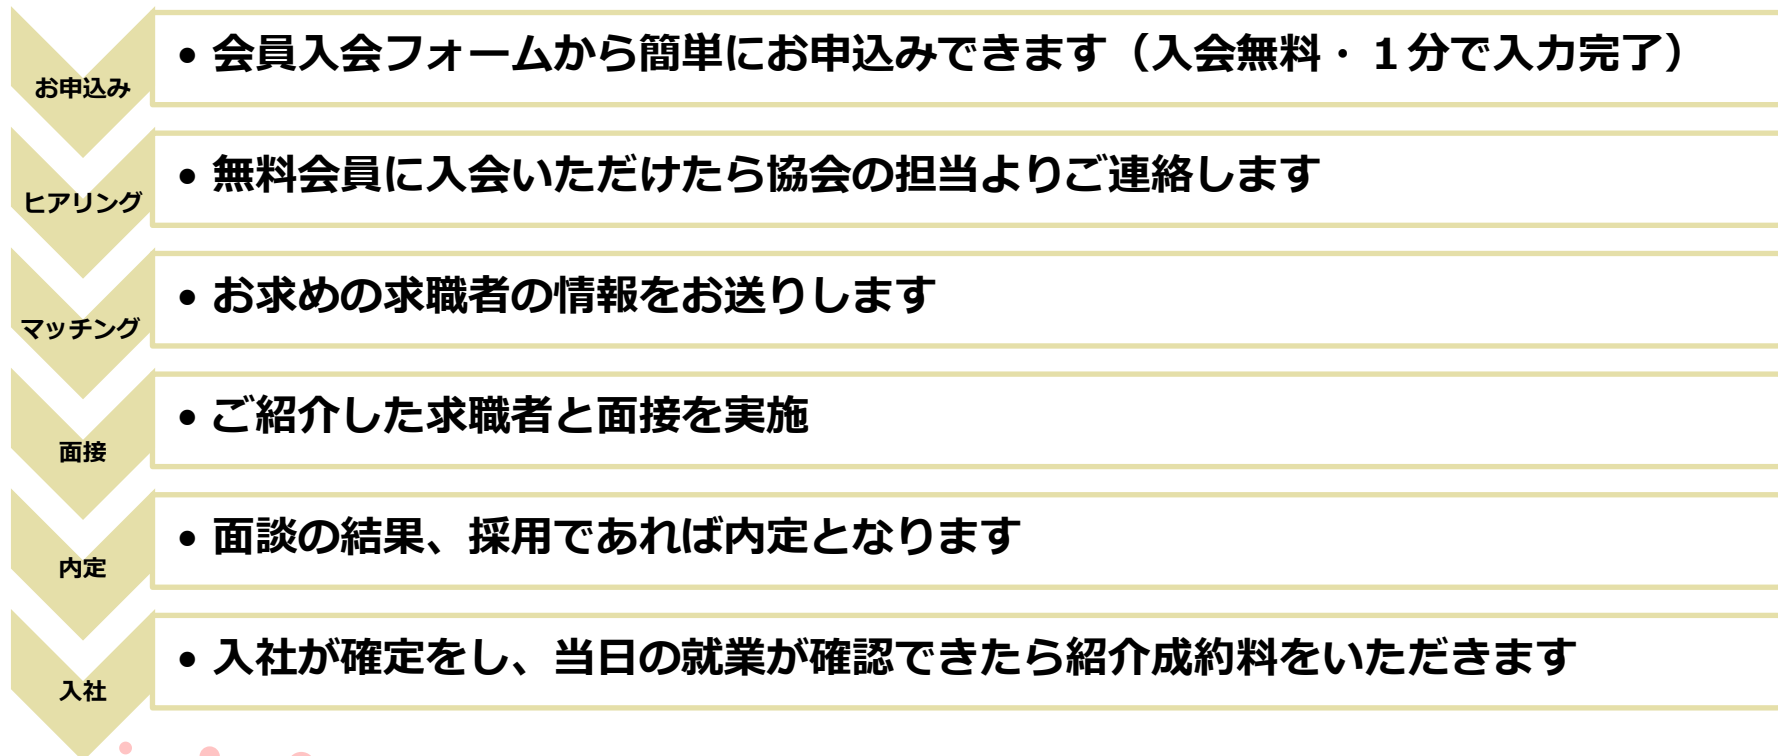 お申込み
• 会員入会フォームから簡単にお申込みできます（入会無料・１分で入力完了）
ヒアリング
• 無料会員に入会いただけたら協会の担当よりご連絡します
マッチング
• お求めの求職者の情報をお送りします
面接
• ご紹介した求職者と面接を実施
内定
• 面談の結果、採用であれば内定となります
入社
• 入社が確定をし、当日の就業が確認できたら紹介成約料をいただきます